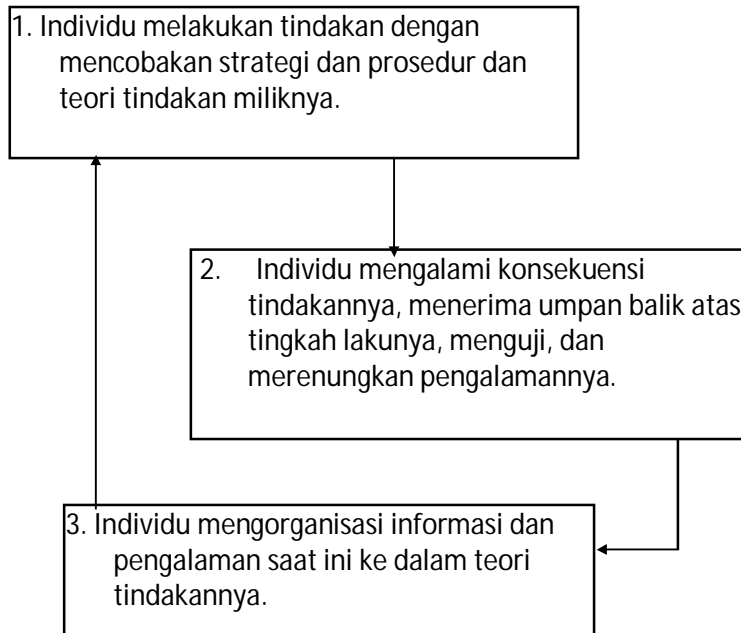 1. Individu melakukan tindakan dengan
mencobakan strategi dan prosedur dan
teori tindakan miliknya.
2. Individu mengalami konsekuensi
tindakannya, menerima umpan balik atas
tingkah lakunya, menguji, dan
merenungkan pengalamannya.
3. Individu mengorganisasi informasi dan
pengalaman saat ini ke dalam teori
tindakannya.